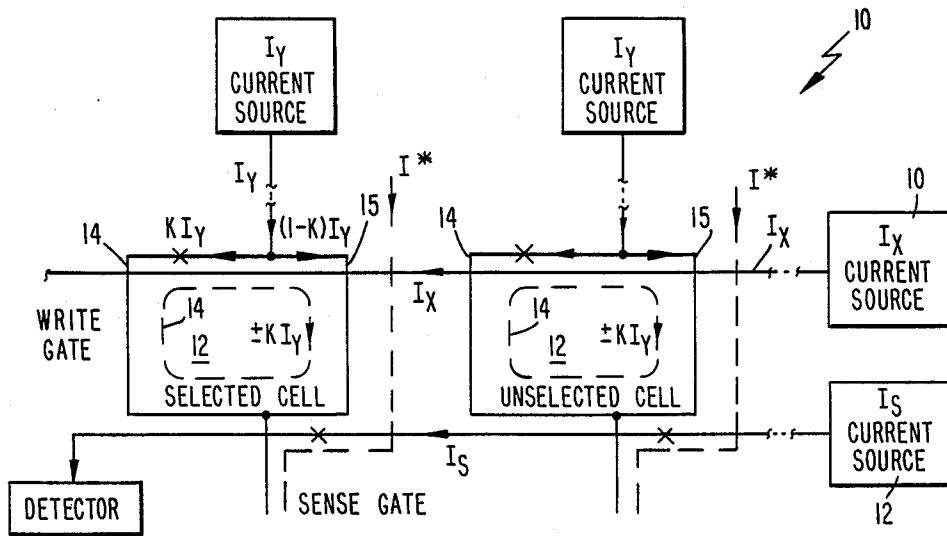 10
I_Y CURRENT SOURCE
I_Y CURRENT SOURCE
I_Y
I*
I*
10
14
KI_Y
(1-K)I_Y
15
14
15
I_X
I_X CURRENT SOURCE
I_X
WRITE GATE
14
12
±KI_Y
14
12
±KI_Y
SELECTED CELL
UNSELECTED CELL
I_S
I_S CURRENT SOURCE
12
DETECTOR
SENSE GATE